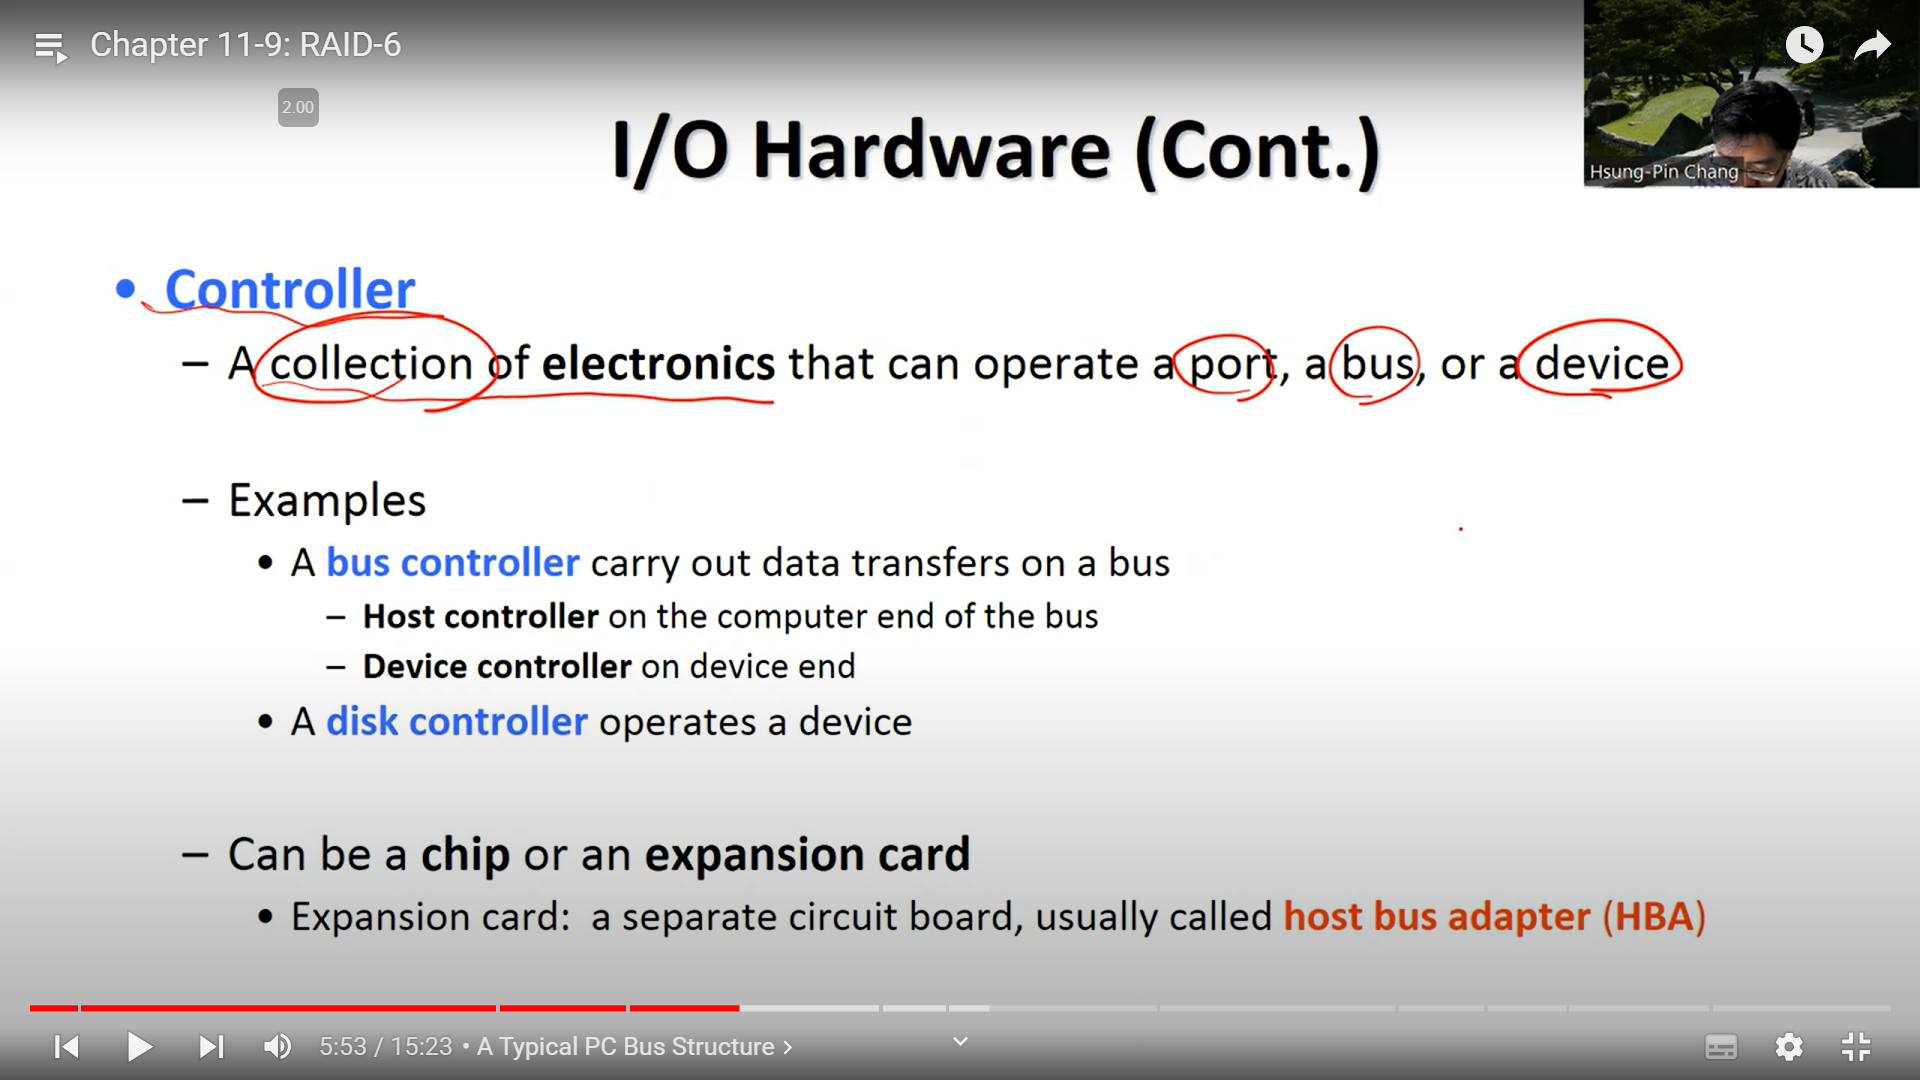 Chapter 11-9: RAID-6
2.00
I/O Hardware (Cont.)
Hsung-Pin Chang
• Controller
– A collection of electronics that can operate a port, a bus, or a device
– Examples
• A bus controller carry out data transfers on a bus
– Host controller on the computer end of the bus
– Device controller on device end
• A disk controller operates a device
– Can be a chip or an expansion card
• Expansion card: a separate circuit board, usually called host bus adapter (HBA)
5:53 / 15:23 • A Typical PC Bus Structure >